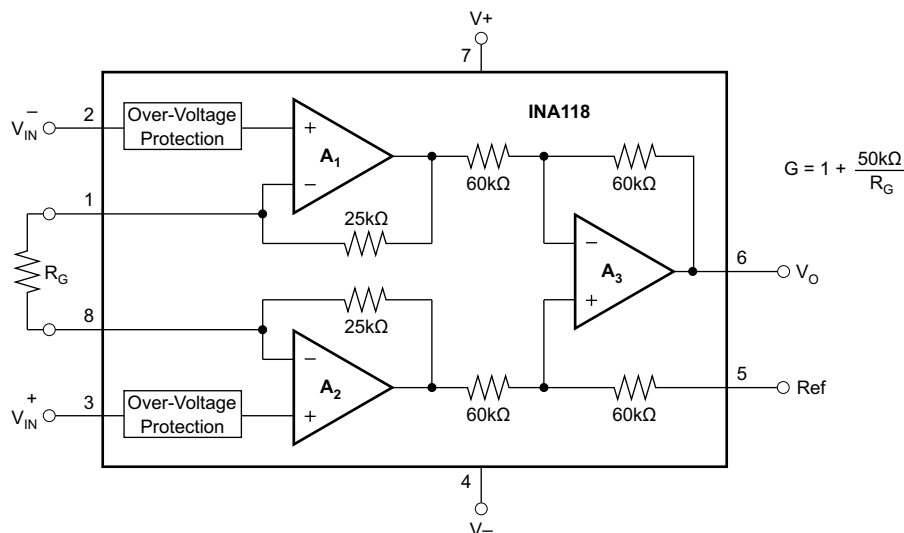 V+
7
INA118
V_IN^−
2
Over-Voltage
Protection
+
A₁
−
60kΩ
60kΩ
G = 1 + 50kΩ / R_G
1
25kΩ
−
A₃
+
6
V_O
R_G
8
25kΩ
−
A₂
+
60kΩ
60kΩ
5
Ref
V_IN^+
3
Over-Voltage
Protection
4
V−